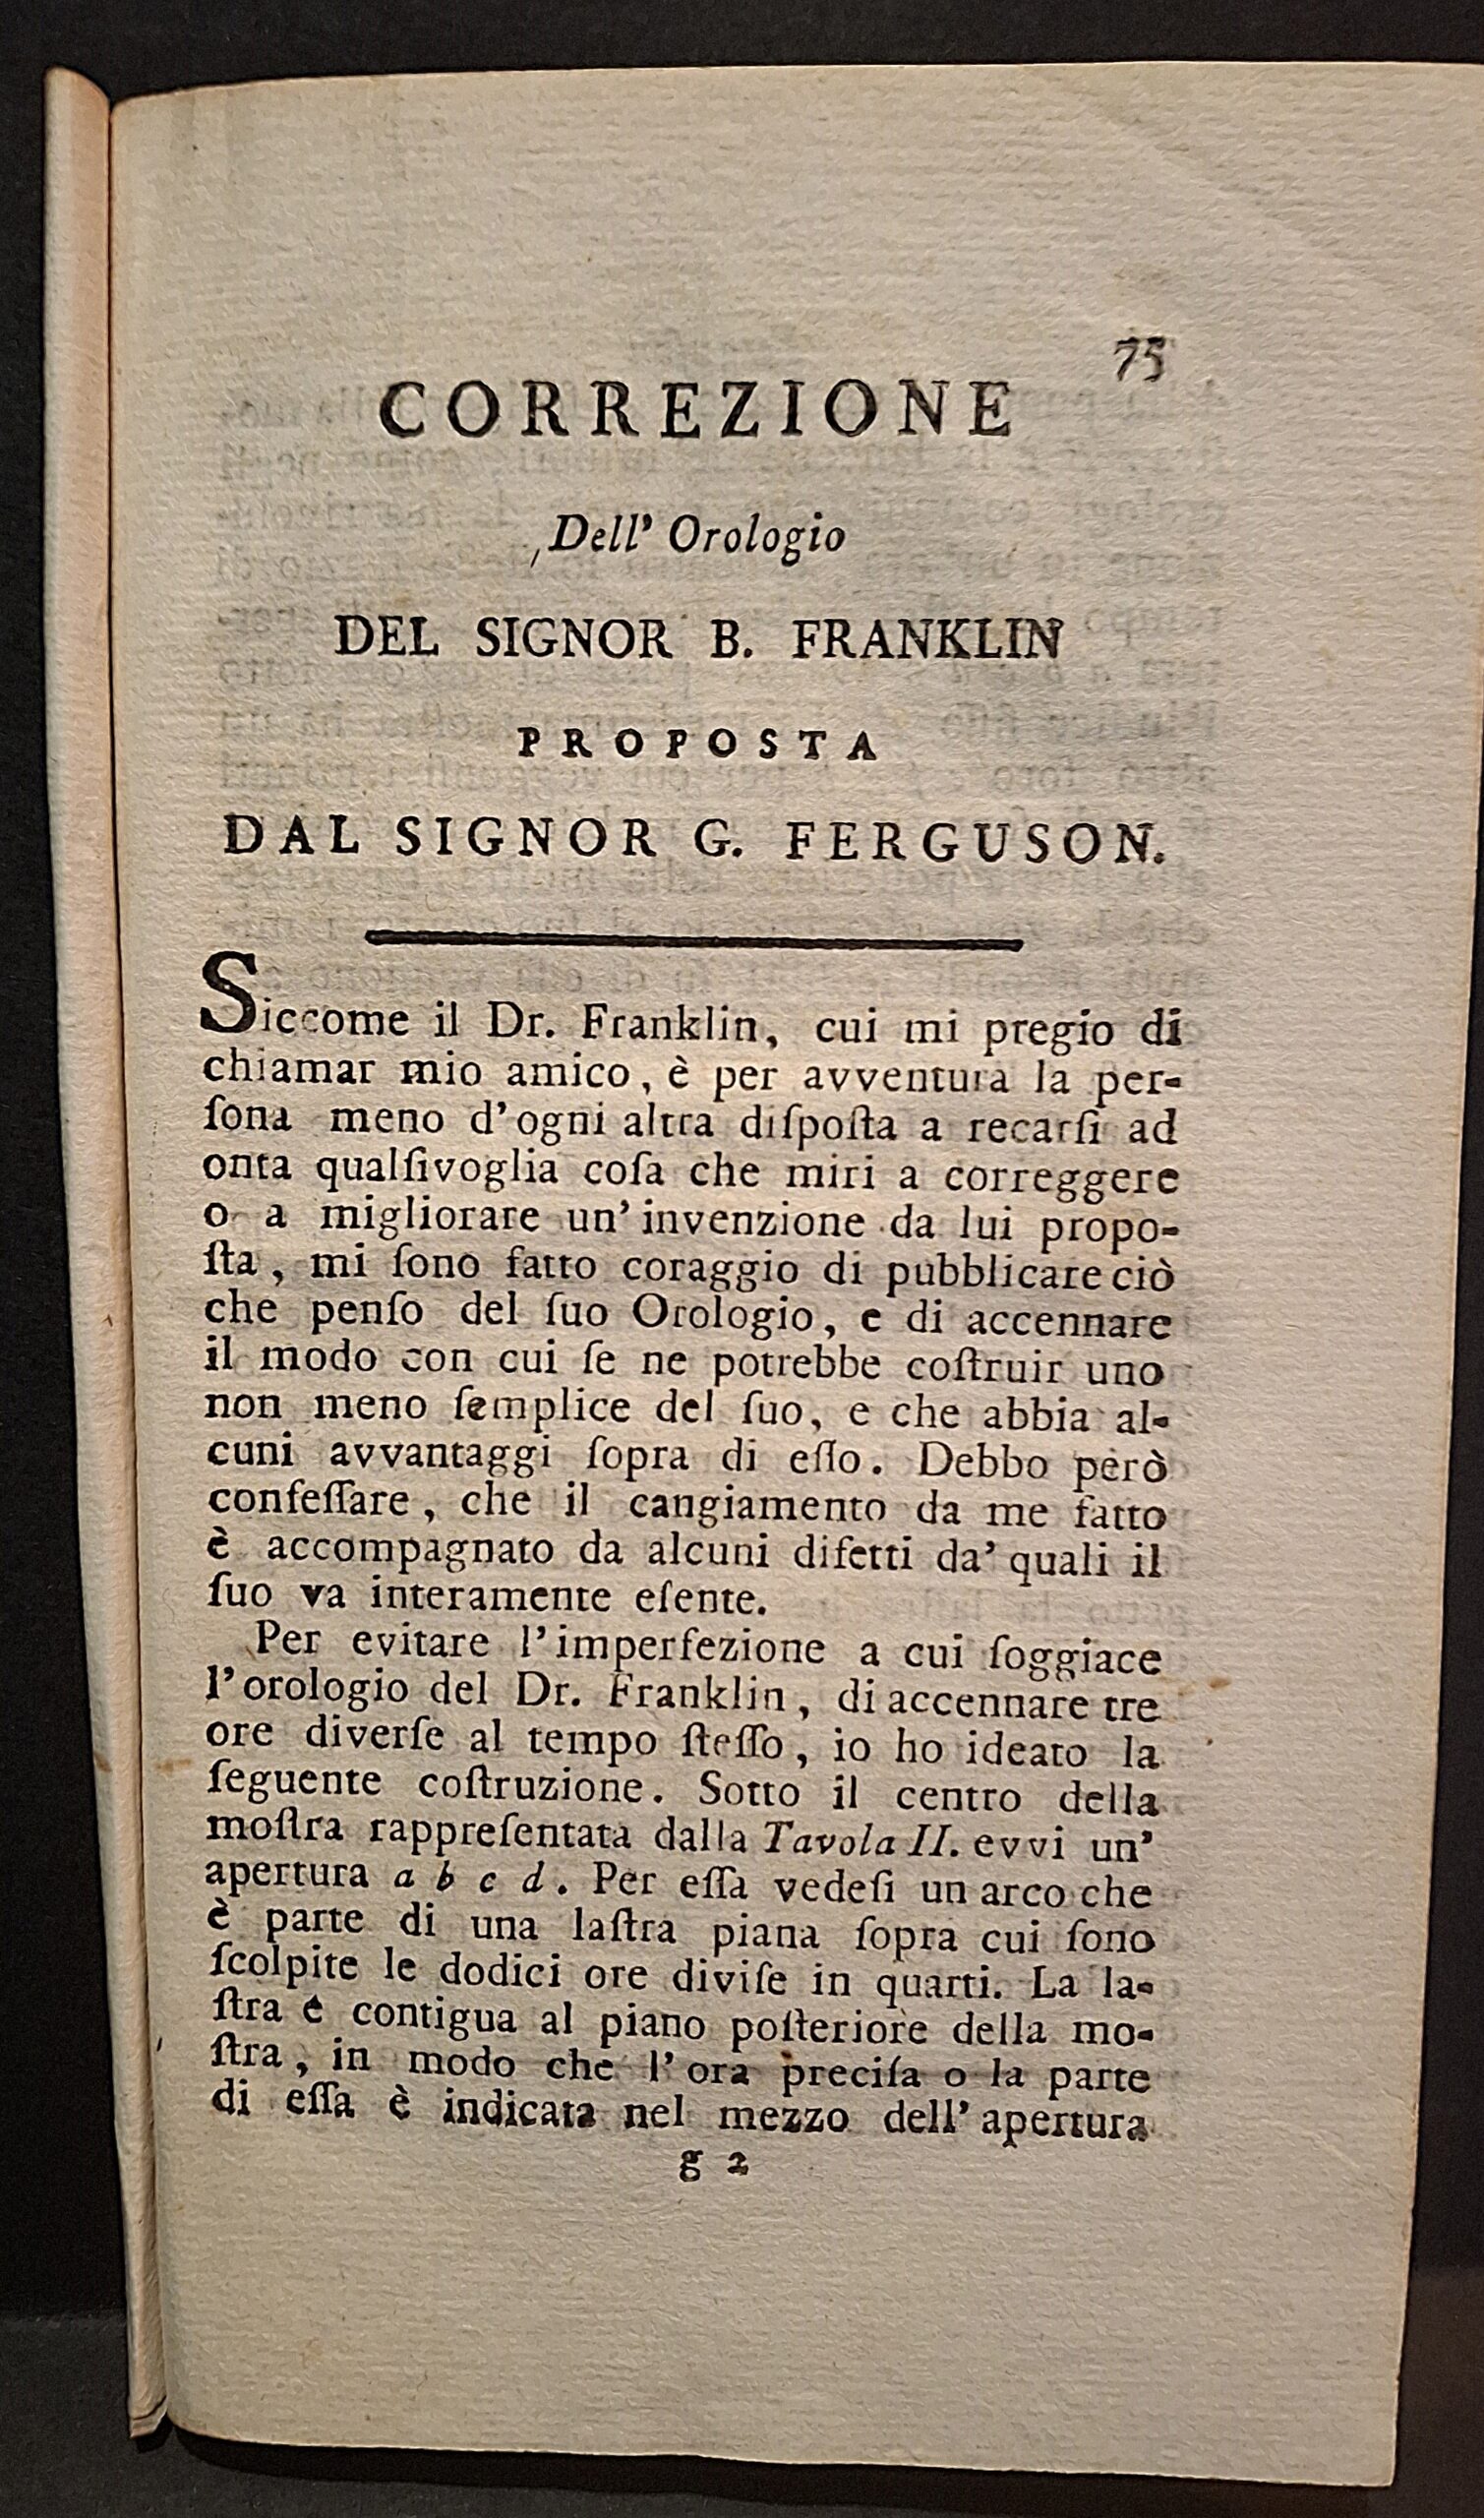 75
CORREZIONE
Dell' Orologio
DEL SIGNOR B. FRANKLIN
PROPOSTA
DAL SIGNOR G. FERGUSON.
Siccome il Dr. Franklin, cui mi pregio di
chiamar mio amico, è per avventura la per-
ſona meno d'ogni altra diſpoſta a recarſi ad
onta qualſivoglia coſa che miri a correggere
o a migliorare un' invenzione da lui propo-
ſta, mi ſono fatto coraggio di pubblicare ciò
che penſo del ſuo Orologio, e di accennare
il modo con cui ſe ne potrebbe coſtruir uno
non meno ſemplice del ſuo, e che abbia al-
cuni avvantaggi ſopra di eſſo. Debbo però
confeſſare, che il cangiamento da me fatto
è accompagnato da alcuni difetti da' quali il
ſuo va interamente eſente.
Per evitare l'imperfezione a cui ſoggiace
l'orologio del Dr. Franklin, di accennare tre
ore diverſe al tempo ſteſſo, io ho ideato la
ſeguente coſtruzione. Sotto il centro della
moſtra rappreſentata dalla Tavola II. evvi un'
apertura a b c d. Per eſſa vedeſi un arco che
è parte di una laſtra piana ſopra cui ſono
ſcolpite le dodici ore diviſe in quarti. La la-
ſtra è contigua al piano poſteriore della mo-
ſtra, in modo che l'ora preciſa o la parte
di eſſa è indicata nel mezzo dell' apertura
g 2